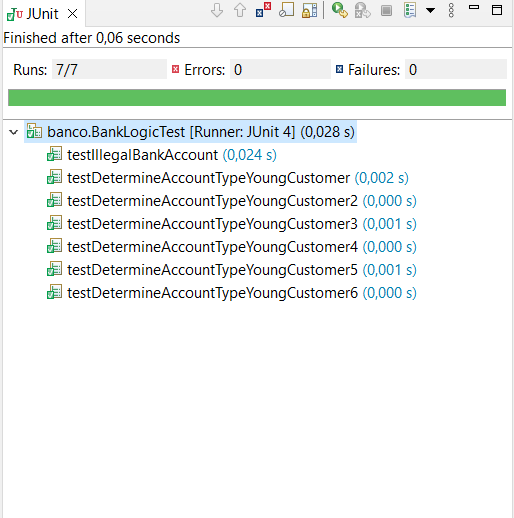 JUnit
Finished after 0,06 seconds
Runs: 7/7 Errors: 0 Failures: 0
banco.BankLogicTest [Runner: JUnit 4] (0,028 s)
testIllegalBankAccount (0,024 s)
testDetermineAccountTypeYoungCustomer (0,002 s)
testDetermineAccountTypeYoungCustomer2 (0,000 s)
testDetermineAccountTypeYoungCustomer3 (0,001 s)
testDetermineAccountTypeYoungCustomer4 (0,000 s)
testDetermineAccountTypeYoungCustomer5 (0,001 s)
testDetermineAccountTypeYoungCustomer6 (0,000 s)